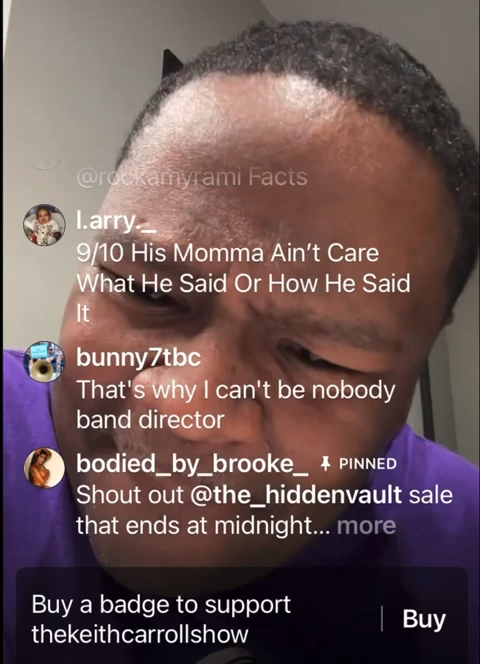 @rockamyrami Facts
l.arry._
9/10 His Momma Ain't Care
What He Said Or How He Said
It
bunny7tbc
That's why I can't be nobody
band director
bodied_by_brooke_ PINNED
Shout out @the_hiddenvault sale
that ends at midnight... more
Buy a badge to support
thekeithcarrollshow
Buy